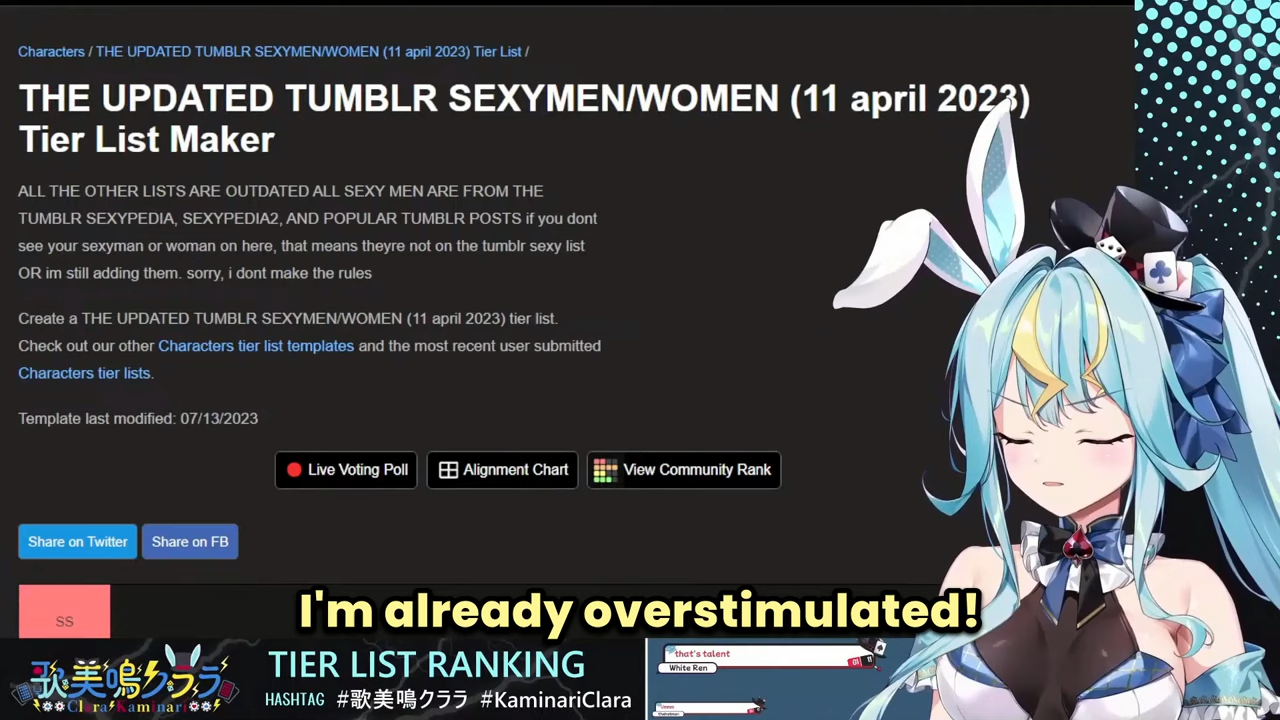 Characters / THE UPDATED TUMBLR SEXYMEN/WOMEN (11 april 2023) Tier List /
THE UPDATED TUMBLR SEXYMEN/WOMEN (11 april 2023)
Tier List Maker
ALL THE OTHER LISTS ARE OUTDATED ALL SEXY MEN ARE FROM THE
TUMBLR SEXYPEDIA, SEXYPEDIA2, AND POPULAR TUMBLR POSTS if you dont
see your sexyman or woman on here, that means theyre not on the tumblr sexy list
OR im still adding them. sorry, i dont make the rules
Create a THE UPDATED TUMBLR SEXYMEN/WOMEN (11 april 2023) tier list.
Check out our other Characters tier list templates and the most recent user submitted
Characters tier lists.
Template last modified: 07/13/2023
Live Voting Poll
Alignment Chart
View Community Rank
Share on Twitter
Share on FB
SS
I'm already overstimulated!
歌美鳴クララ
Clara Kaminari
TIER LIST RANKING
HASHTAG #歌美鳴クララ #KaminariClara
that's talent
White Ren